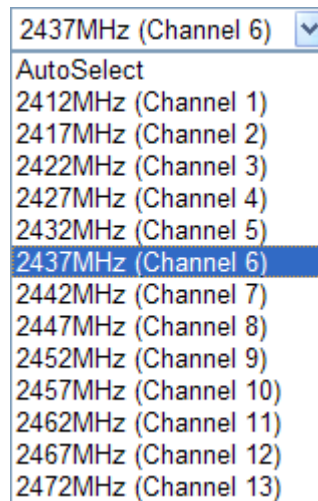 2437MHz (Channel 6)
AutoSelect
2412MHz (Channel 1)
2417MHz (Channel 2)
2422MHz (Channel 3)
2427MHz (Channel 4)
2432MHz (Channel 5)
2437MHz (Channel 6)
2442MHz (Channel 7)
2447MHz (Channel 8)
2452MHz (Channel 9)
2457MHz (Channel 10)
2462MHz (Channel 11)
2467MHz (Channel 12)
2472MHz (Channel 13)